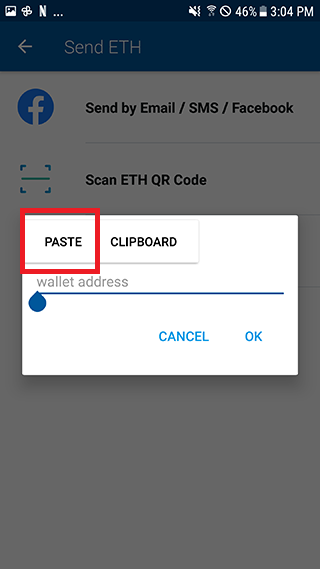 N ... 46% 3:04 PM
Send ETH
Send by Email / SMS / Facebook
Scan ETH QR Code
PASTE CLIPBOARD
wallet address
CANCEL OK